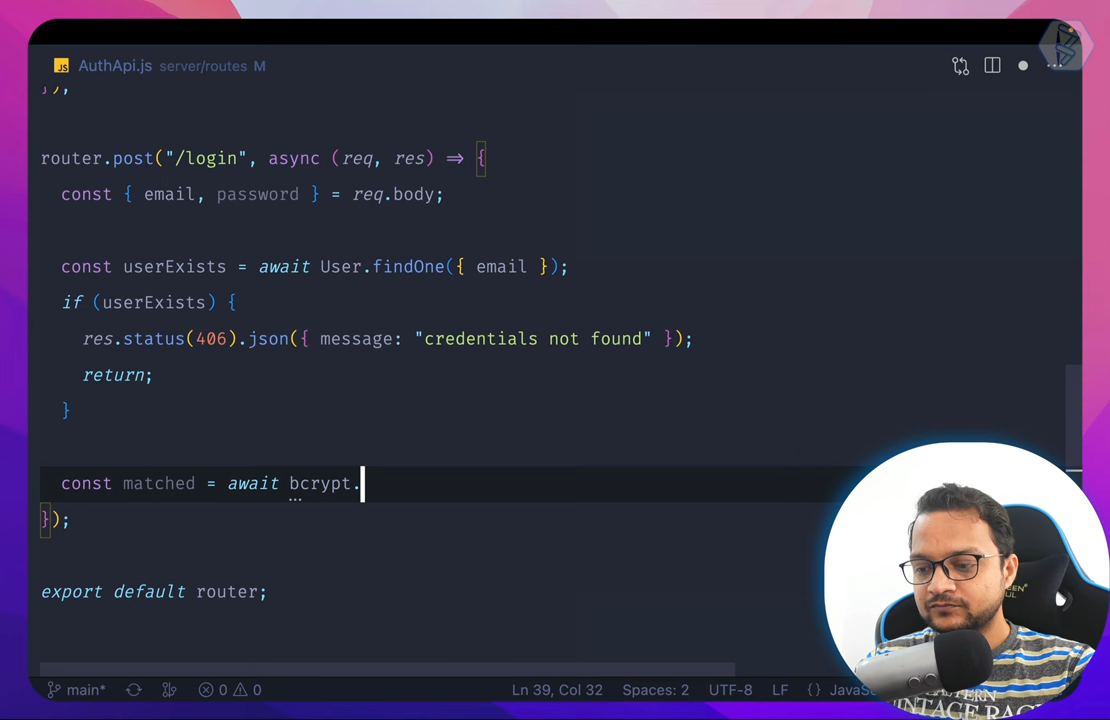 JS AuthApi.js server/routes M
});
router.post("/login", async (req, res) => {
const { email, password } = req.body;
const userExists = await User.findOne({ email });
if (userExists) {
res.status(406).json({ message: "credentials not found" });
return;
}
const matched = await bcrypt.
});
export default router;
main* 0 0 Ln 39, Col 32 Spaces: 2 UTF-8 LF {}